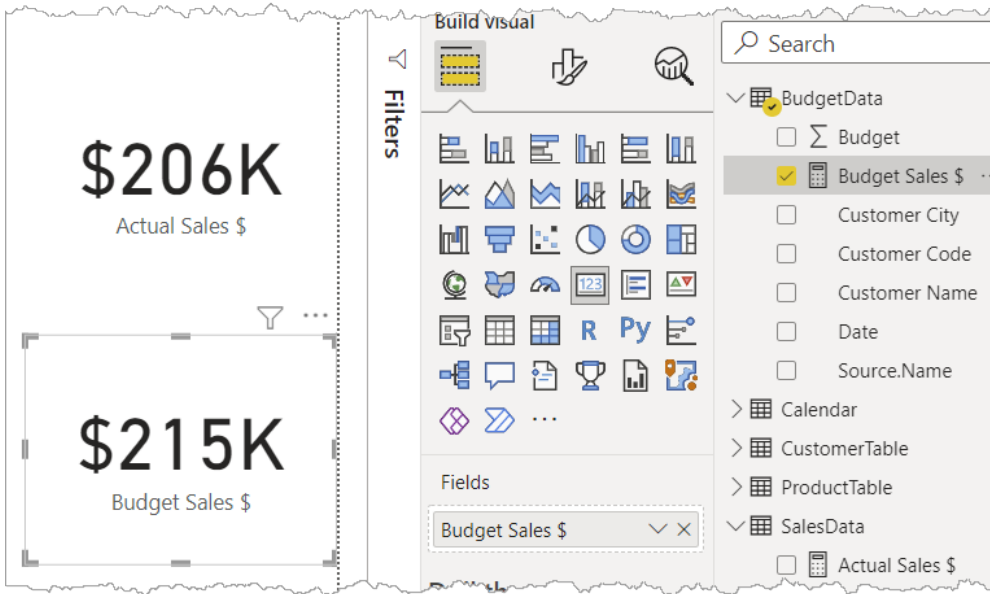 $206K
Actual Sales $
$215K
Budget Sales $
Filters
Build visual
123
R
Py
Fields
Budget Sales $
Search
BudgetData
Budget
Budget Sales $
Customer City
Customer Code
Customer Name
Date
Source.Name
Calendar
CustomerTable
ProductTable
SalesData
Actual Sales $